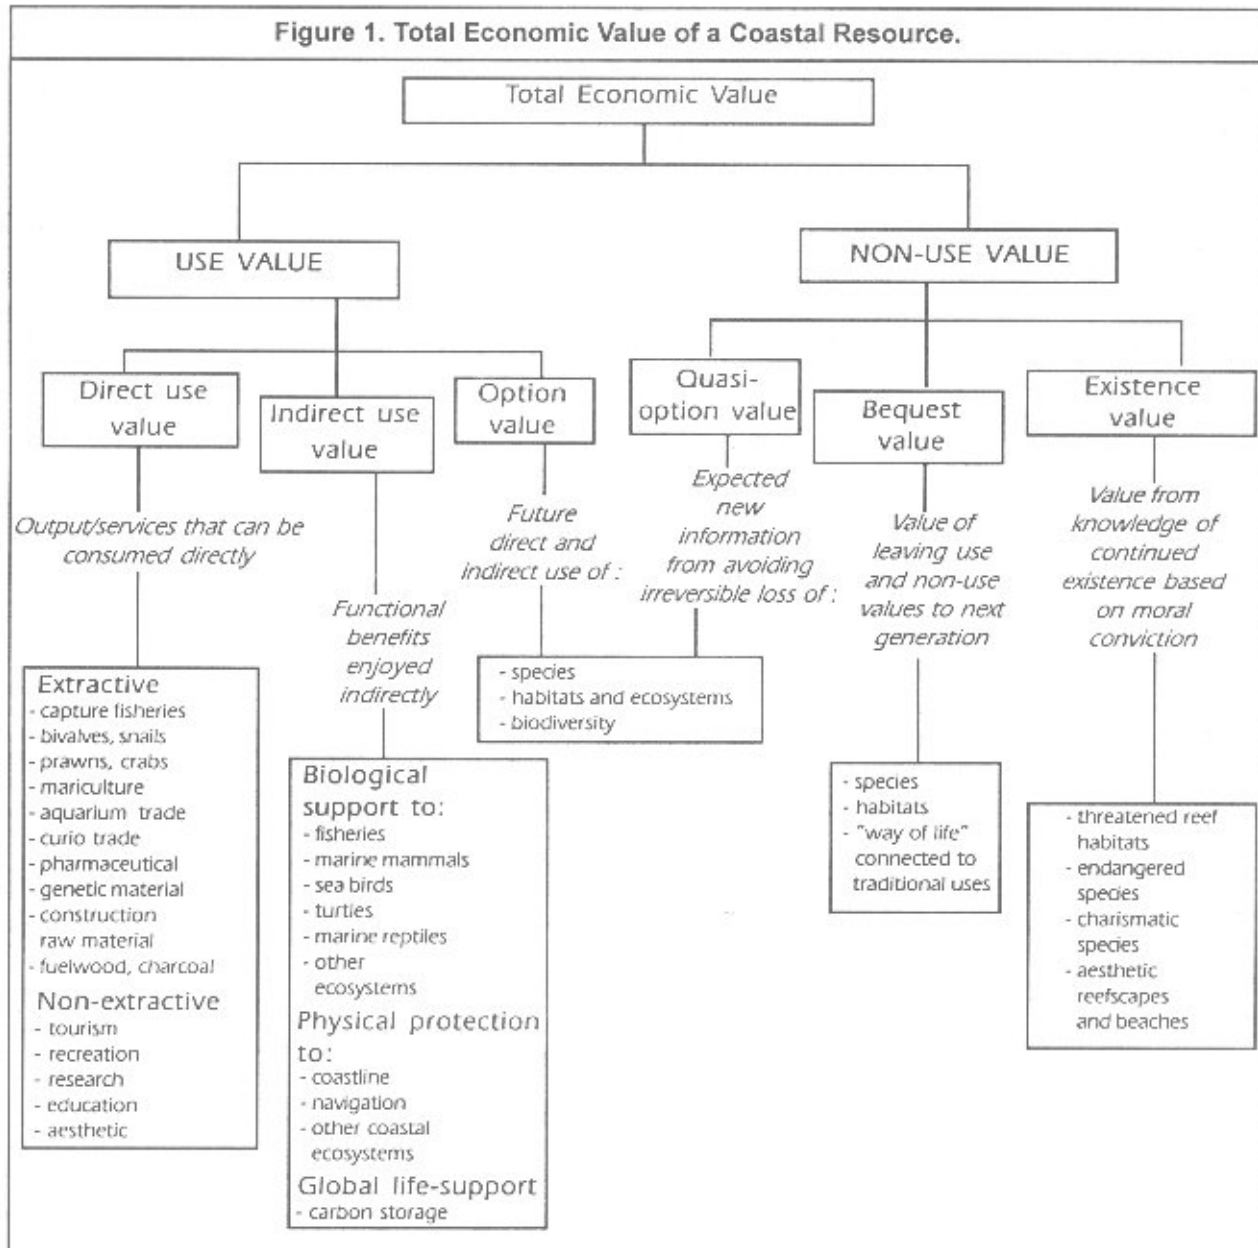 Figure 1. Total Economic Value of a Coastal Resource.
Total Economic Value
USE VALUE
NON-USE VALUE
Direct use
value
Indirect use
value
Option
value
Quasi-
option value
Bequest
value
Existence
value
Output/services that can be
consumed directly
Functional
benefits
enjoyed
indirectly
Future
direct and
indirect use of :
Expected
new
information
from avoiding
irreversible loss of :
Value of
leaving use
and non-use
values to next
generation
Value from
knowledge of
continued
existence based
on moral
conviction
Extractive
- capture fisheries
- bivalves, snails
- prawns, crabs
- mariculture
- aquarium trade
- curio trade
- pharmaceutical
- genetic material
- construction
raw material
- fuelwood, charcoal
Non-extractive
- tourism
- recreation
- research
- education
- aesthetic
Biological
support to:
- fisheries
- marine mammals
- sea birds
- turtles
- marine reptiles
- other
ecosystems
Physical protection
to:
- coastline
- navigation
- other coastal
ecosystems
Global life-support
- carbon storage
- species
- habitats and ecosystems
- biodiversity
- species
- habitats
- "way of life"
connected to
traditional uses
- threatened reef
habitats
- endangered
species
- charismatic
species
- aesthetic
reefscapes
and beaches